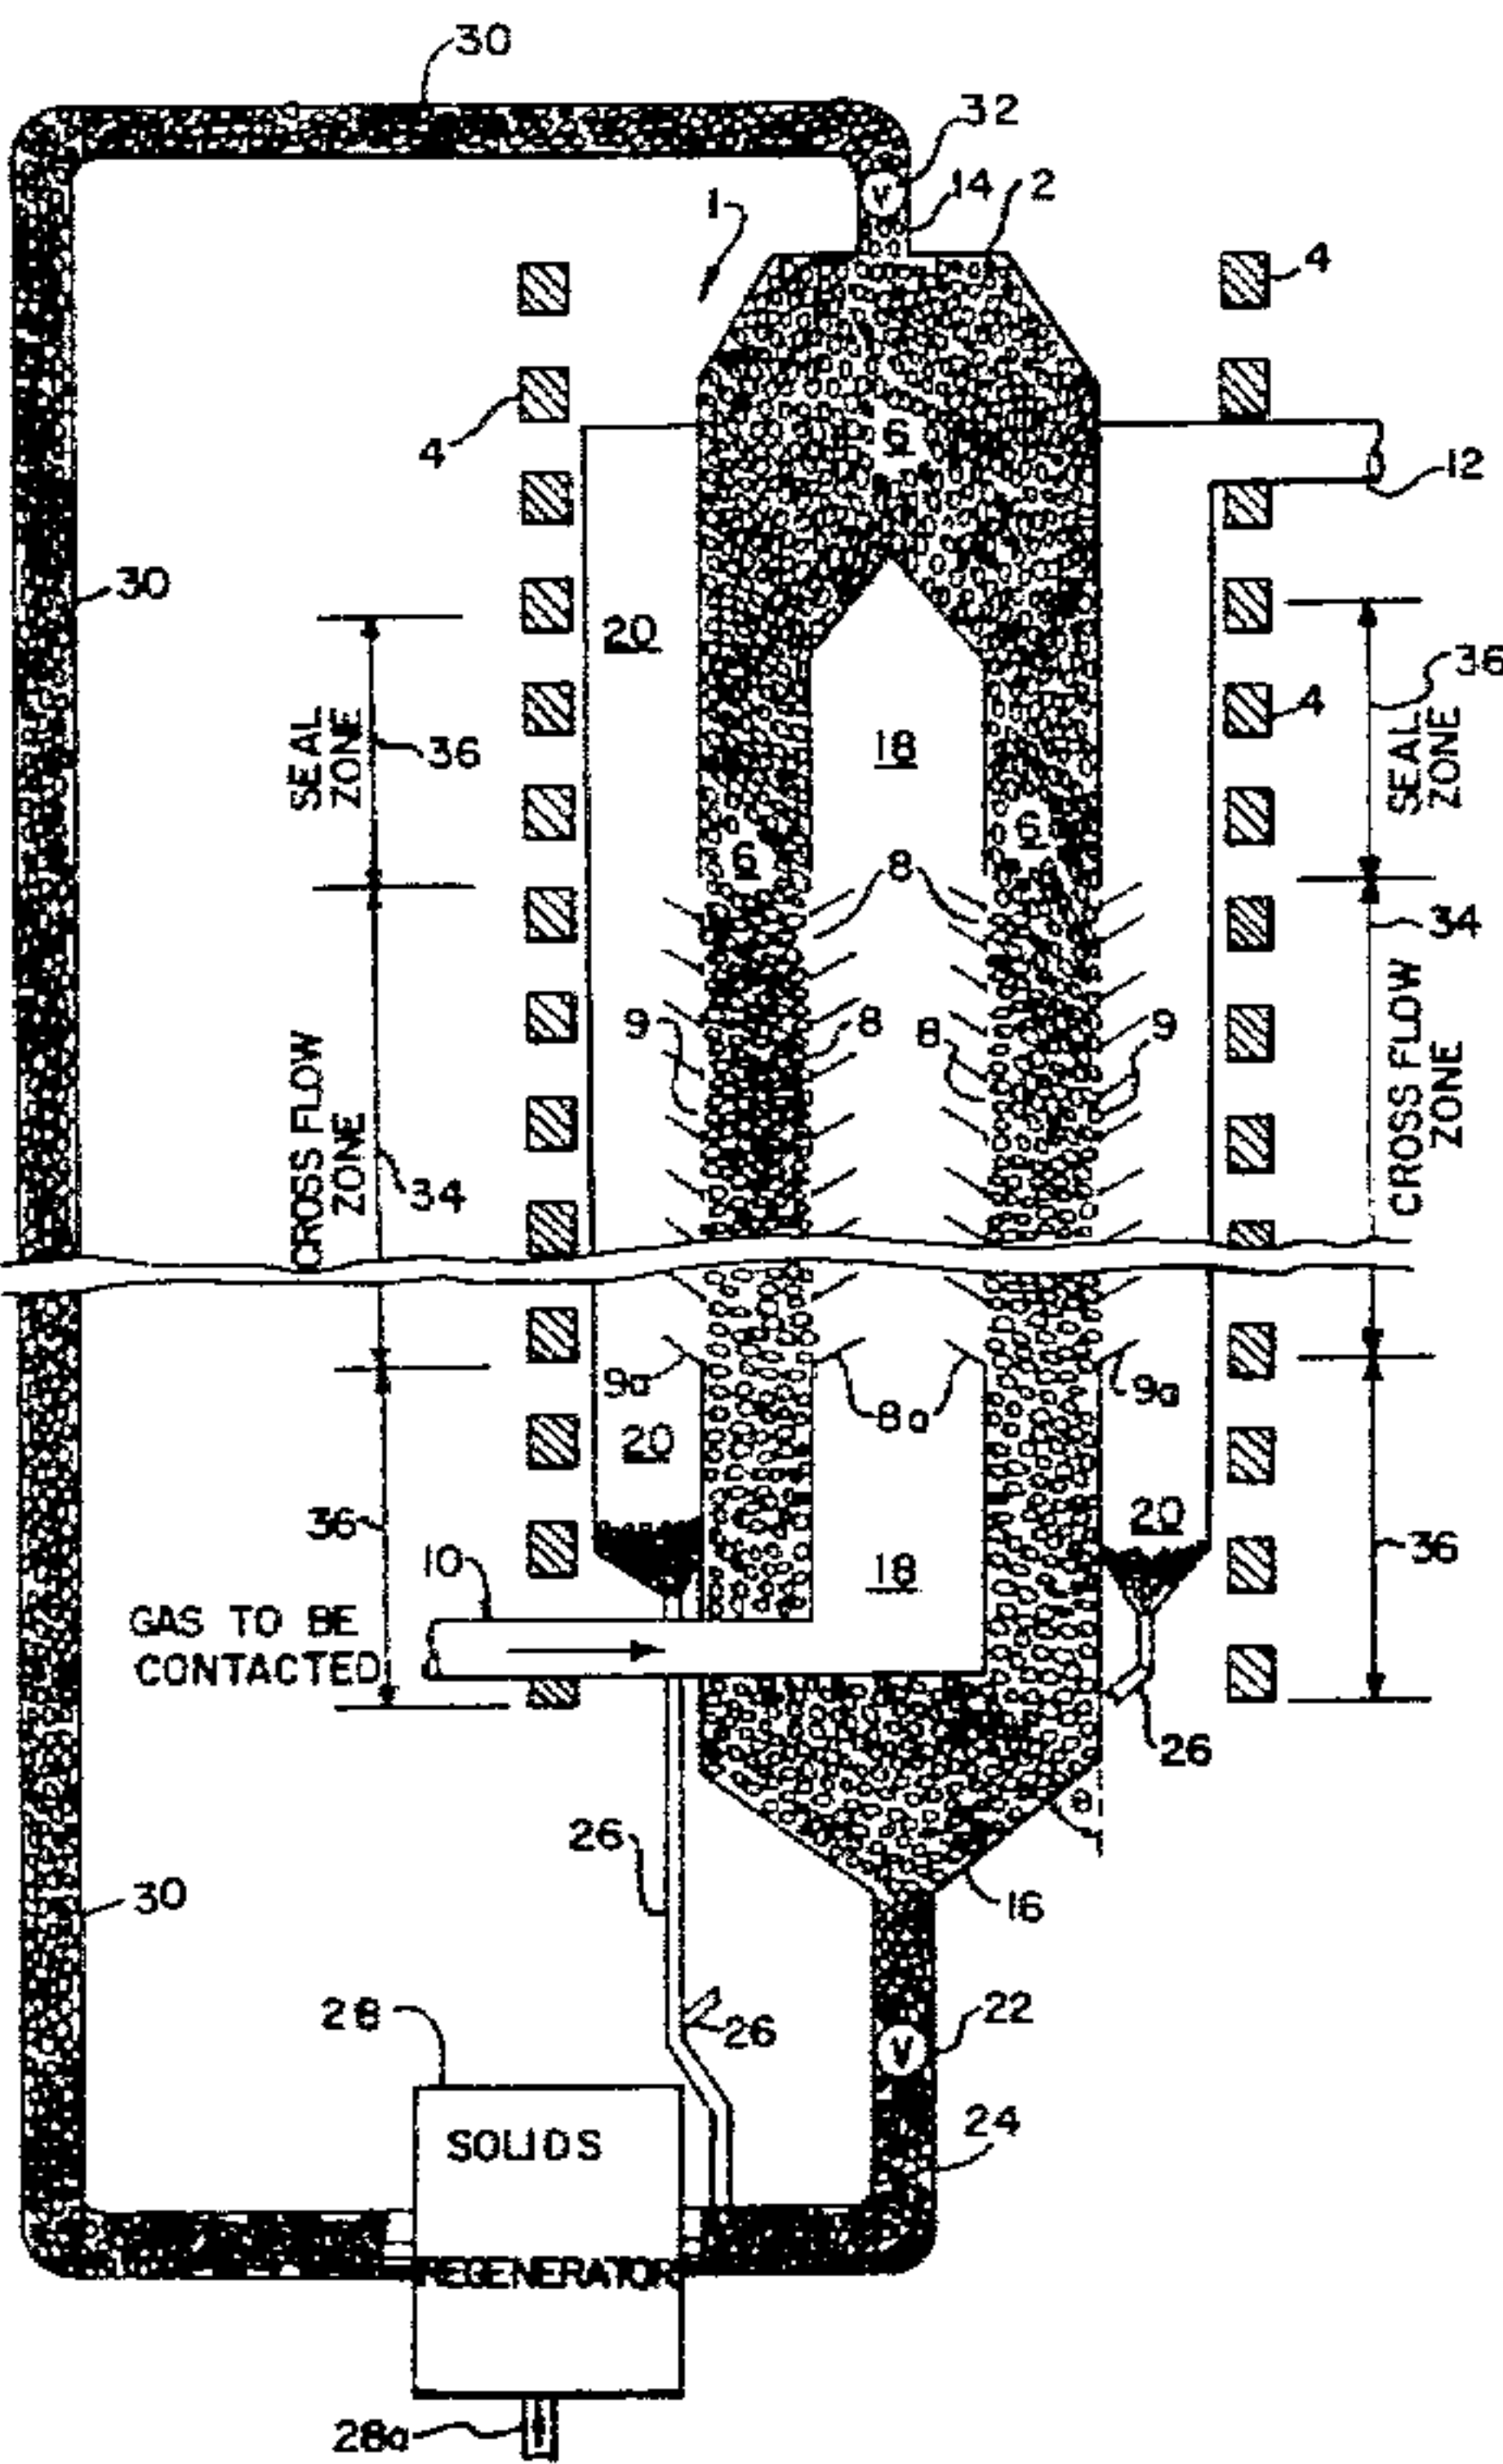 30
32
V
14
2
1
4
4
6
12
30
20
36
SEAL
ZONE
36
18
4
SEAL
ZONE
6
6
8
34
9
8
8
9
CROSS FLOW
ZONE
34
CROSS FLOW
ZONE
9a
8a
9a
20
20
36
10
18
36
GAS TO BE
CONTACTED
26
θ
26
16
30
28
26
22
V
SOLIDS
24
REGENERATOR
28a